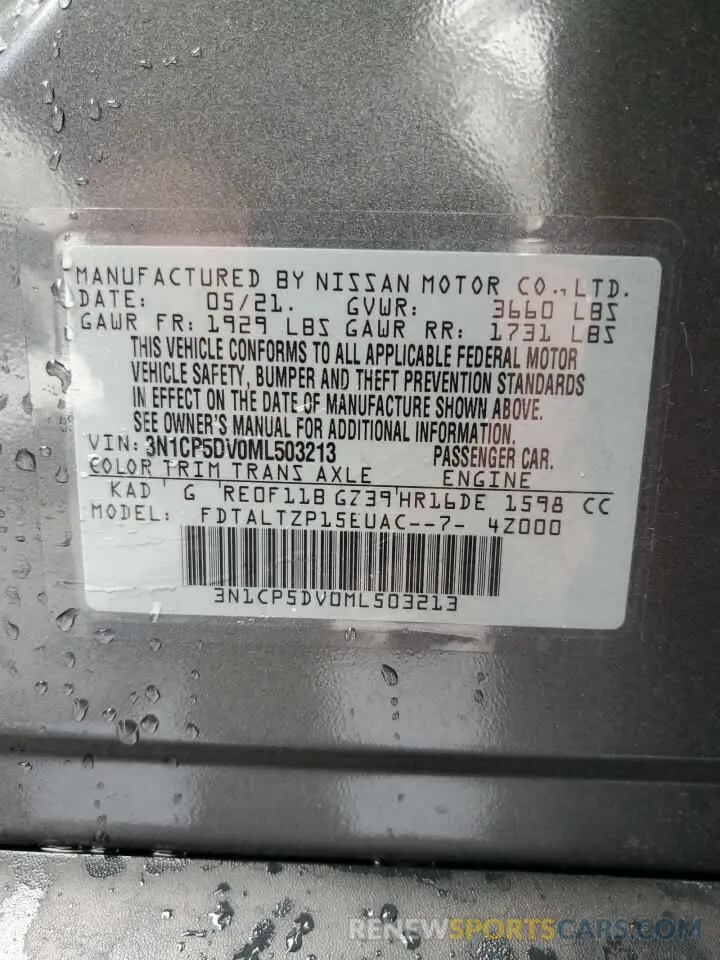 MANUFACTURED BY NISSAN MOTOR CO.,LTD.
DATE: 05/21. GVWR: 3660 LBS
GAWR FR: 1929 LBS GAWR RR: 1731 LBS
THIS VEHICLE CONFORMS TO ALL APPLICABLE FEDERAL MOTOR
VEHICLE SAFETY, BUMPER AND THEFT PREVENTION STANDARDS
IN EFFECT ON THE DATE OF MANUFACTURE SHOWN ABOVE.
SEE OWNER'S MANUAL FOR ADDITIONAL INFORMATION.
VIN: 3N1CP5DV0ML503213 PASSENGER CAR.
COLOR TRIM TRANS AXLE ENGINE
KAD G RE0F11B GZ39 HR16DE 1598 CC
MODEL: FDTALTZP15EUAC--7- 4Z000
3N1CP5DV0ML503213
RENEWSPORTSCARS.COM